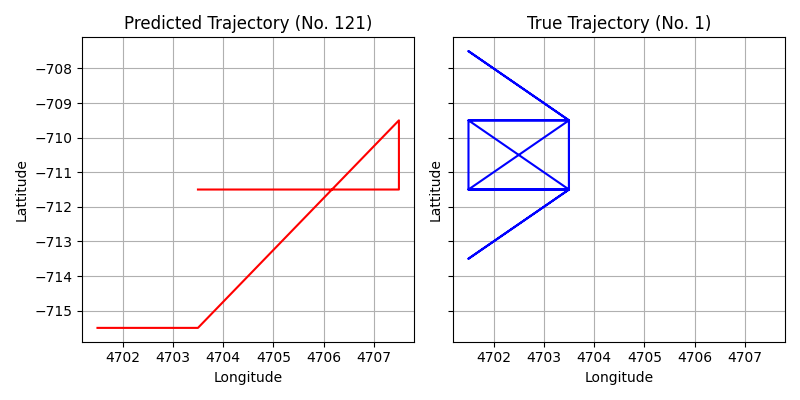 Predicted Trajectory (No. 121)
True Trajectory (No. 1)
−708
−709
−710
−711
−712
−713
−714
−715
Lattitude
Lattitude
4702 4703 4704 4705 4706 4707
4702 4703 4704 4705 4706 4707
Longitude
Longitude